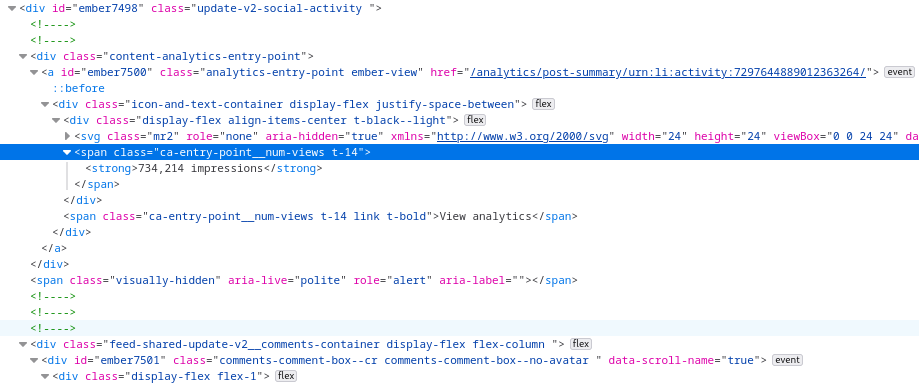 <div id="ember7498" class="update-v2-social-activity ">
<!---->
<!---->
<div class="content-analytics-entry-point">
<a id="ember7500" class="analytics-entry-point ember-view" href="/analytics/post-summary/urn:li:activity:7297644889012363264/"> event
::before
<div class="icon-and-text-container display-flex justify-space-between"> flex
<div class="display-flex align-items-center t-black--light"> flex
<svg class="mr2" role="none" aria-hidden="true" xmlns="http://www.w3.org/2000/svg" width="24" height="24" viewBox="0 0 24 24" da
<span class="ca-entry-point__num-views t-14">
<strong>734,214 impressions</strong>
</span>
</div>
<span class="ca-entry-point__num-views t-14 link t-bold">View analytics</span>
</div>
</a>
</div>
<span class="visually-hidden" aria-live="polite" role="alert" aria-label=""></span>
<!---->
<!---->
<!---->
<div class="feed-shared-update-v2__comments-container display-flex flex-column "> flex
<div id="ember7501" class="comments-comment-box--cr comments-comment-box--no-avatar " data-scroll-name="true"> event
<div class="display-flex flex-1"> flex